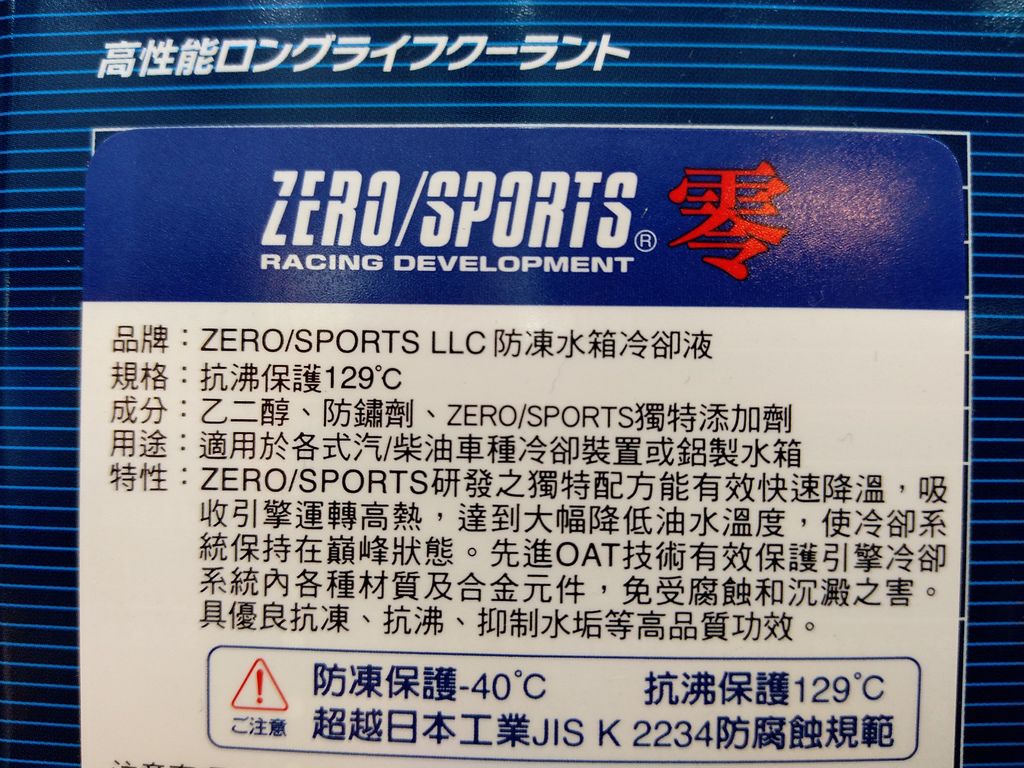 高性能ロングライフクーラント
ZERO/SPORTS® 零
RACING DEVELOPMENT
品牌：ZERO/SPORTS LLC 防凍水箱冷卻液
規格：抗沸保護129℃
成分：乙二醇、防鏽劑、ZERO/SPORTS獨特添加劑
用途：適用於各式汽/柴油車種冷卻裝置或鋁製水箱
特性：ZERO/SPORTS研發之獨特配方能有效快速降溫，吸
收引擎運轉高熱，達到大幅降低油水溫度，使冷卻系
統保持在巔峰狀態。先進OAT技術有效保護引擎冷卻
系統內各種材質及合金元件，免受腐蝕和沉澱之害。
具優良抗凍、抗沸、抑制水垢等高品質功效。
防凍保護-40℃ 抗沸保護129℃
ご注意 超越日本工業JIS K 2234防腐蝕規範